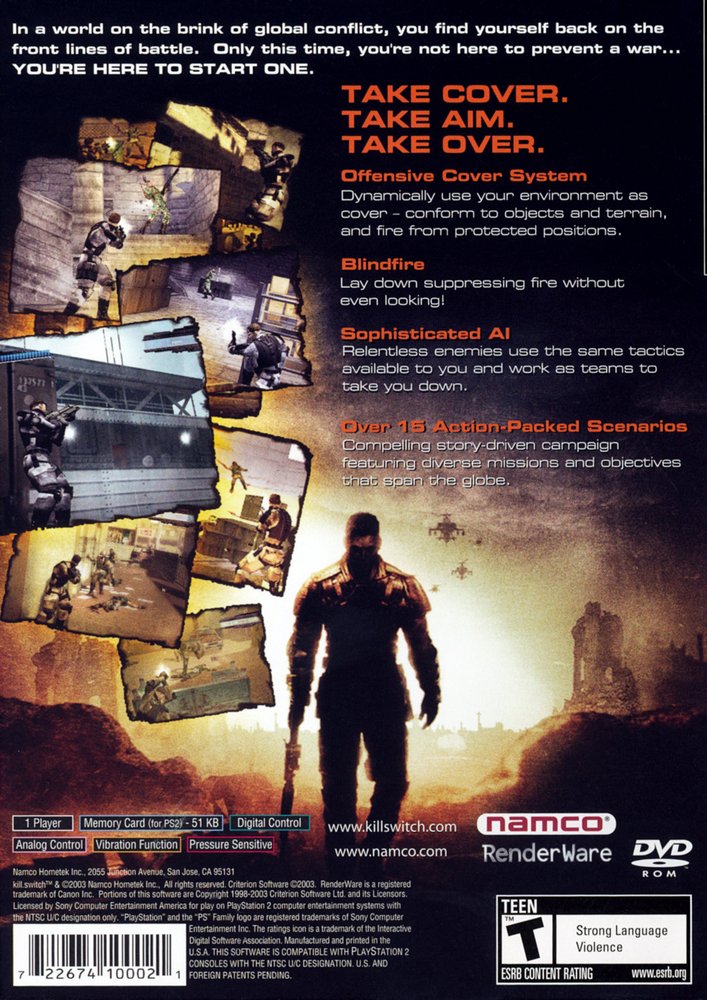 In a world on the brink of global conflict, you find yourself back on the
front lines of battle. Only this time, you're not here to prevent a war...
YOU'RE HERE TO START ONE.
TAKE COVER.
TAKE AIM.
TAKE OVER.
Offensive Cover System
Dynamically use your environment as
cover – conform to objects and terrain,
and fire from protected positions.
Blindfire
Lay down suppressing fire without
even looking!
Sophisticated AI
Relentless enemies use the same tactics
available to you and work as teams to
take you down.
Over 15 Action-Packed Scenarios
Compelling story-driven campaign
featuring diverse missions and objectives
that span the globe.
1 Player
Memory Card (for PS2) - 51 KB
Digital Control
Analog Control
Vibration Function
Pressure Sensitive
www.killswitch.com
www.namco.com
namco®
RenderWare
DVD
ROM
Namco Hometek Inc., 2055 Junction Avenue, San Jose, CA 95131
kill.switch™ & ©2003 Namco Hometek Inc., All rights reserved. Criterion Software ©2003. RenderWare is a registered
trademark of Canon Inc. Portions of this software are Copyright 1998-2003 Criterion Software Ltd. and its Licensors.
Licensed by Sony Computer Entertainment America for play on PlayStation 2 computer entertainment systems with
the NTSC U/C designation only. "PlayStation" and the "PS" Family logo are registered trademarks of Sony Computer
Entertainment Inc. The ratings icon is a trademark of the Interactive
Digital Software Association. Manufactured and printed in the
U.S.A. THIS SOFTWARE IS COMPATIBLE WITH PLAYSTATION 2
CONSOLES WITH THE NTSC U/C DESIGNATION. U.S. AND
FOREIGN PATENTS PENDING.
7 22674 10002 1
TEEN
T
™
Strong Language
Violence
ESRB CONTENT RATING www.esrb.org